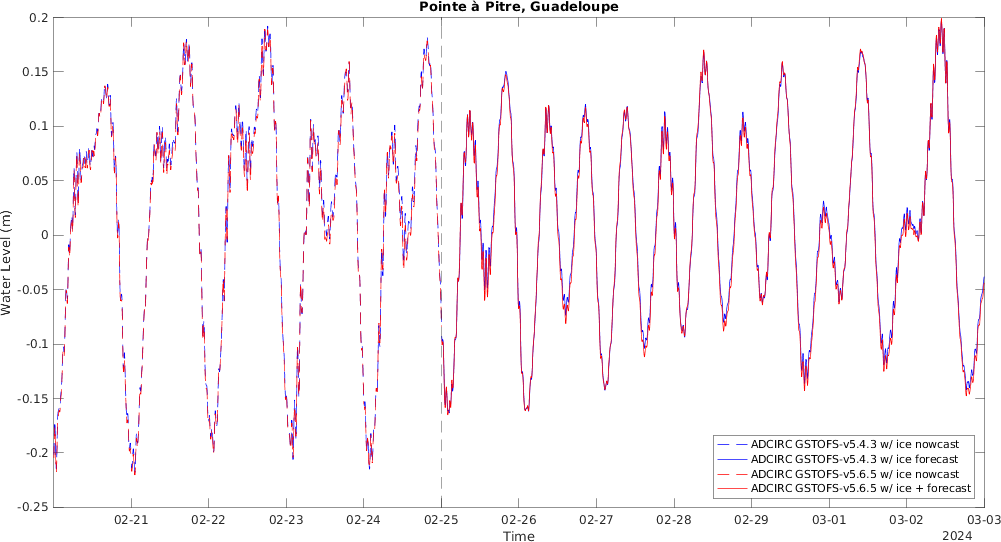 Pointe à Pitre, Guadeloupe
0.2
0.15
0.1
0.05
0
-0.05
-0.1
-0.15
-0.2
-0.25
Water Level (m)
ADCIRC GSTOFS-v5.4.3 w/ ice nowcast
ADCIRC GSTOFS-v5.4.3 w/ ice forecast
ADCIRC GSTOFS-v5.6.5 w/ ice nowcast
ADCIRC GSTOFS-v5.6.5 w/ ice + forecast
02-21 02-22 02-23 02-24 02-25 02-26 02-27 02-28 02-29 03-01 03-02 03-03
Time
2024